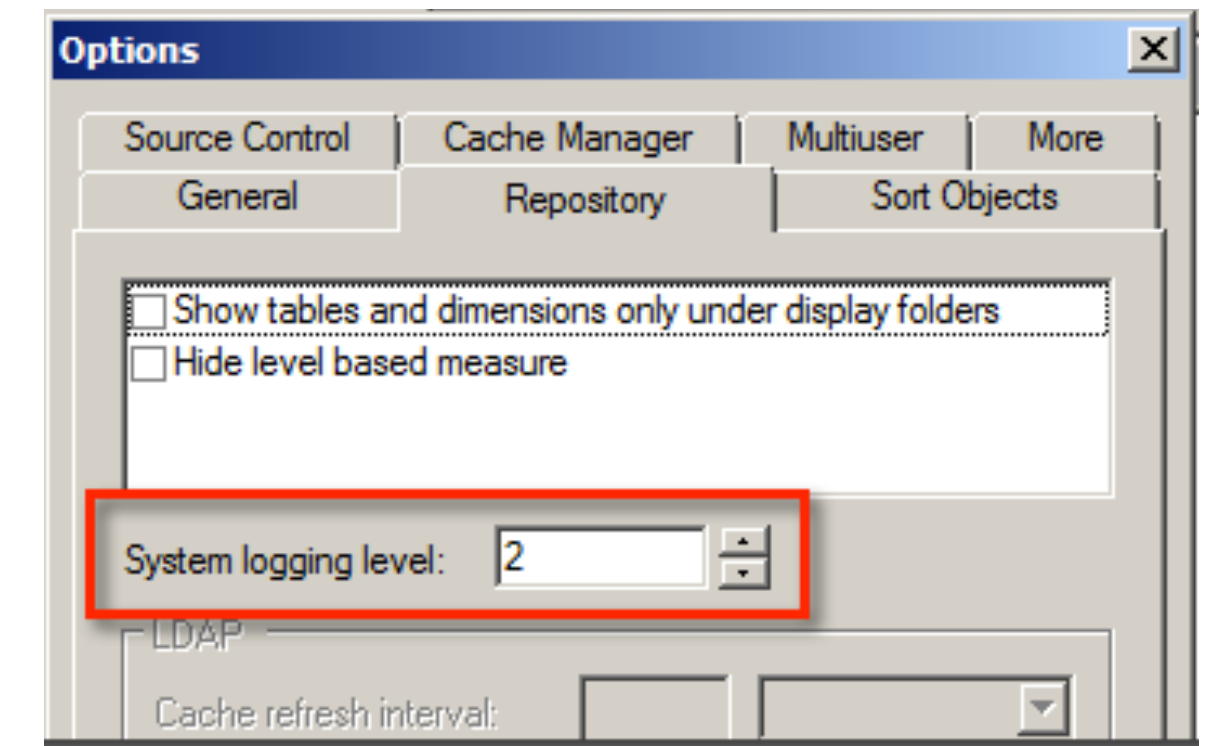 Options
Source Control Cache Manager Multiuser More
General Repository Sort Objects
Show tables and dimensions only under display folders
Hide level based measure
System logging level: 2
LDAP
Cache refresh interval: